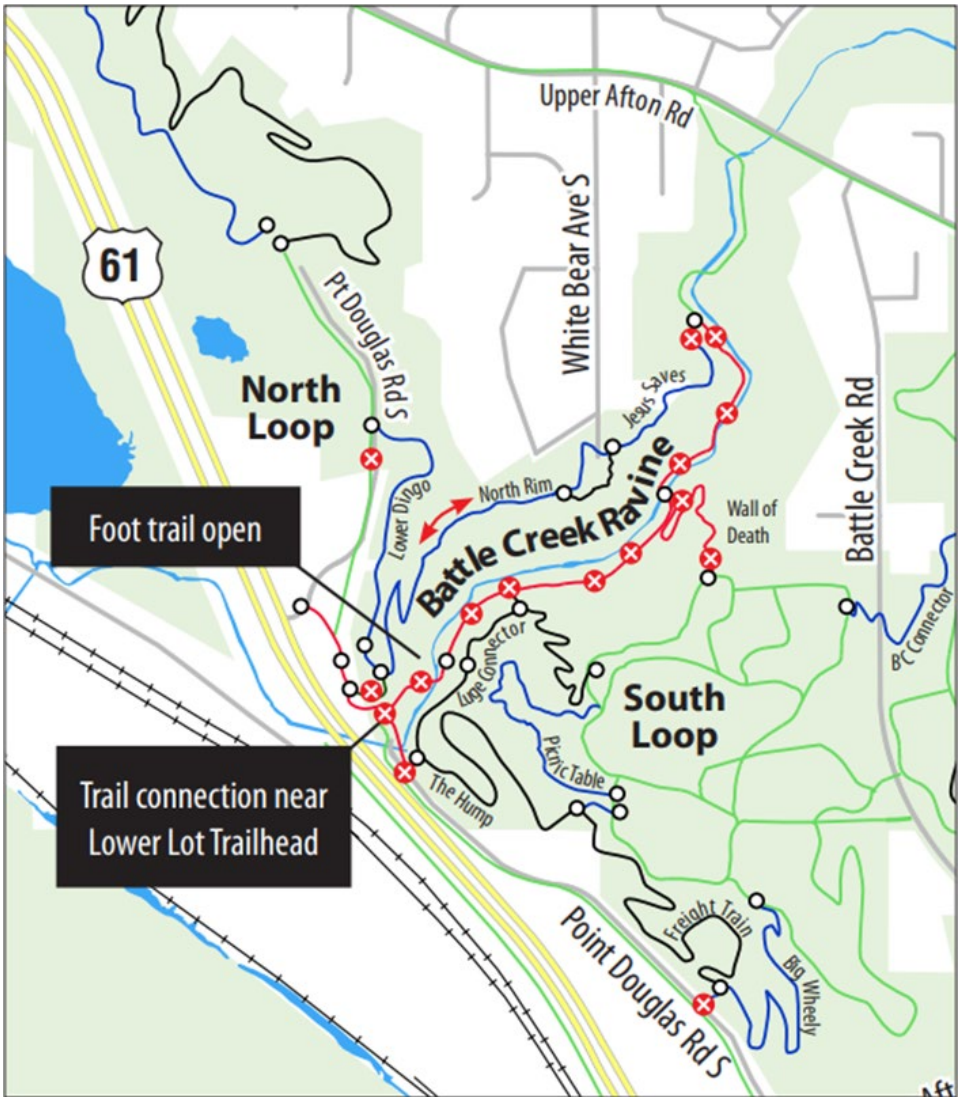 Upper Afton Rd
White Bear Ave S
61
Pt Douglas Rd S
North
Loop
Jesus Saves
Battle Creek Rd
Lower Dingo
North Rim
Foot trail open
Battle Creek Ravine
Wall of
Death
BC Connector
Luge Connector
South
Loop
Picnic Table
Trail connection near
Lower Lot Trailhead
The Hump
Freight Train
Big Wheely
Point Douglas Rd S
Aft